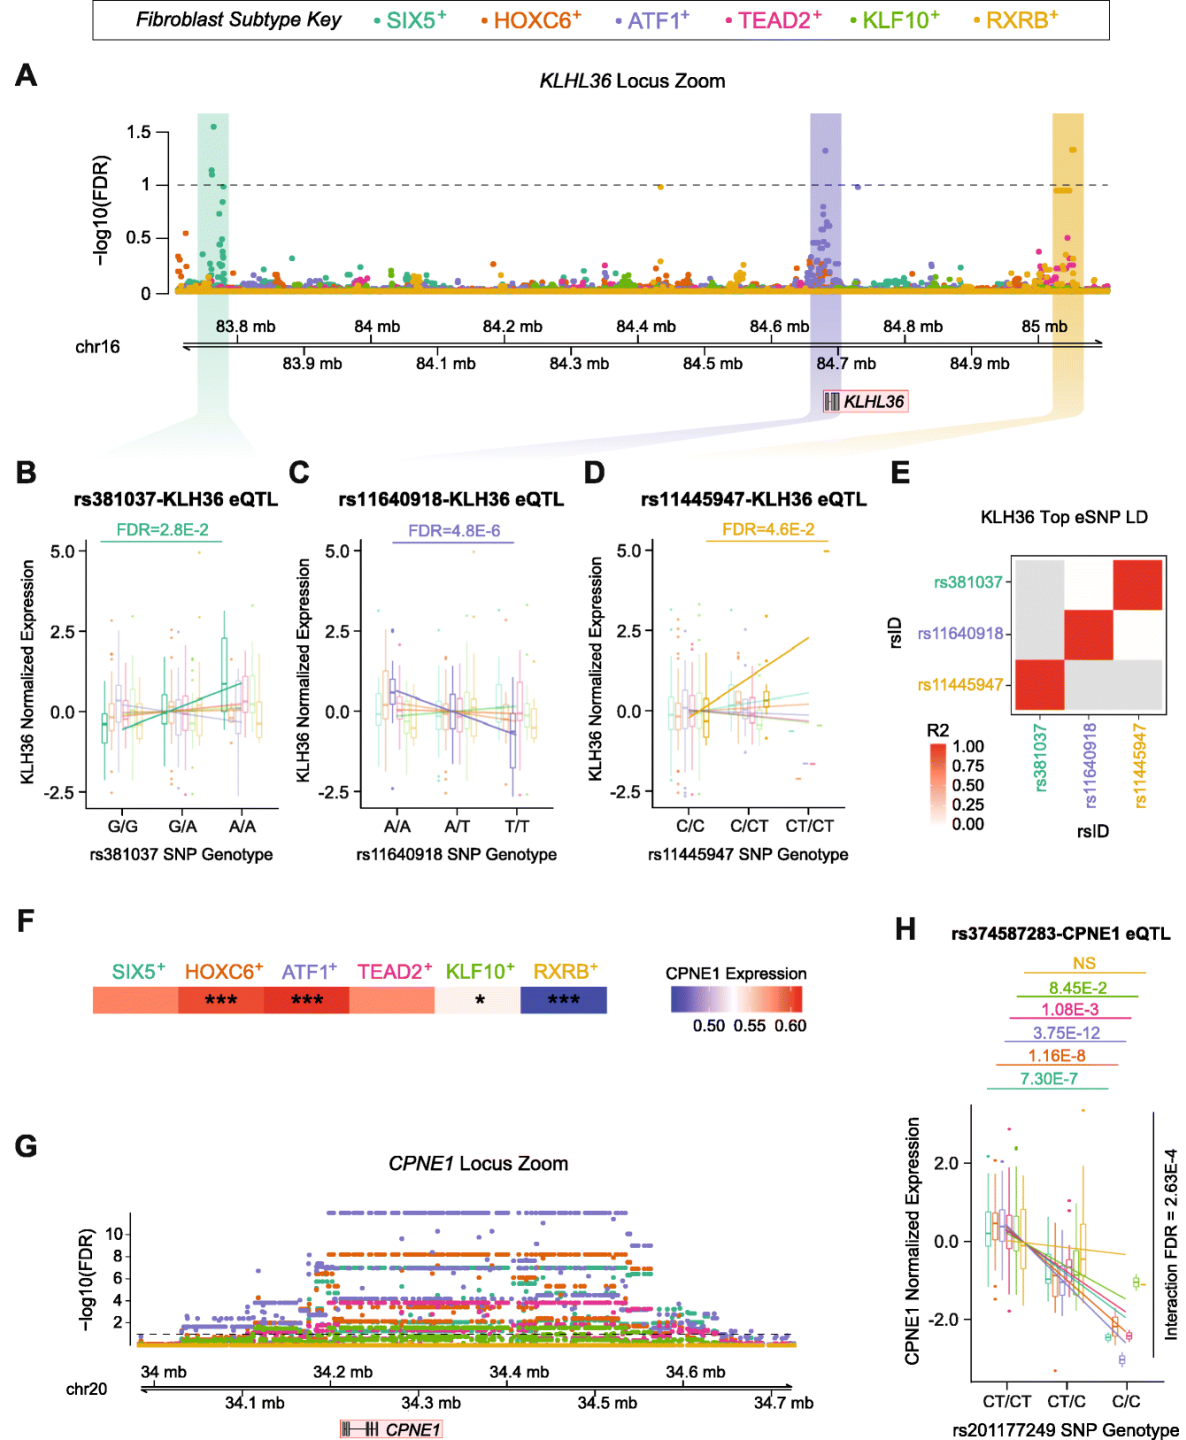 Fibroblast Subtype Key • SIX5+ • HOXC6+ • ATF1+ • TEAD2+ • KLF10+ • RXRB+
A
KLHL36 Locus Zoom
−log10(FDR)
1.5
1
0.5
0
83.8 mb 84 mb 84.2 mb 84.4 mb 84.6 mb 84.8 mb 85 mb
chr16
83.9 mb 84.1 mb 84.3 mb 84.5 mb 84.7 mb 84.9 mb
KLHL36
B
rs381037-KLH36 eQTL
FDR=2.8E-2
KLH36 Normalized Expression
5.0
2.5
0.0
-2.5
G/G G/A A/A
rs381037 SNP Genotype
C
rs11640918-KLH36 eQTL
FDR=4.8E-6
KLH36 Normalized Expression
5.0
2.5
0.0
-2.5
A/A A/T T/T
rs11640918 SNP Genotype
D
rs11445947-KLH36 eQTL
FDR=4.6E-2
KLH36 Normalized Expression
5.0
2.5
0.0
-2.5
C/C C/CT CT/CT
rs11445947 SNP Genotype
E
KLH36 Top eSNP LD
rsID
rs381037
rs11640918
rs11445947
rs381037
rs11640918
rs11445947
rsID
R2
1.00
0.75
0.50
0.25
0.00
F
SIX5+ HOXC6+ ATF1+ TEAD2+ KLF10+ RXRB+
*** *** * ***
CPNE1 Expression
0.50 0.55 0.60
G
CPNE1 Locus Zoom
−log10(FDR)
10
8
6
4
2
34 mb 34.2 mb 34.4 mb 34.6 mb
chr20
34.1 mb 34.3 mb 34.5 mb 34.7 mb
CPNE1
H
rs374587283-CPNE1 eQTL
NS
8.45E-2
1.08E-3
3.75E-12
1.16E-8
7.30E-7
CPNE1 Normalized Expression
2.0
0.0
-2.0
Interaction FDR = 2.63E-4
CT/CT CT/C C/C
rs201177249 SNP Genotype